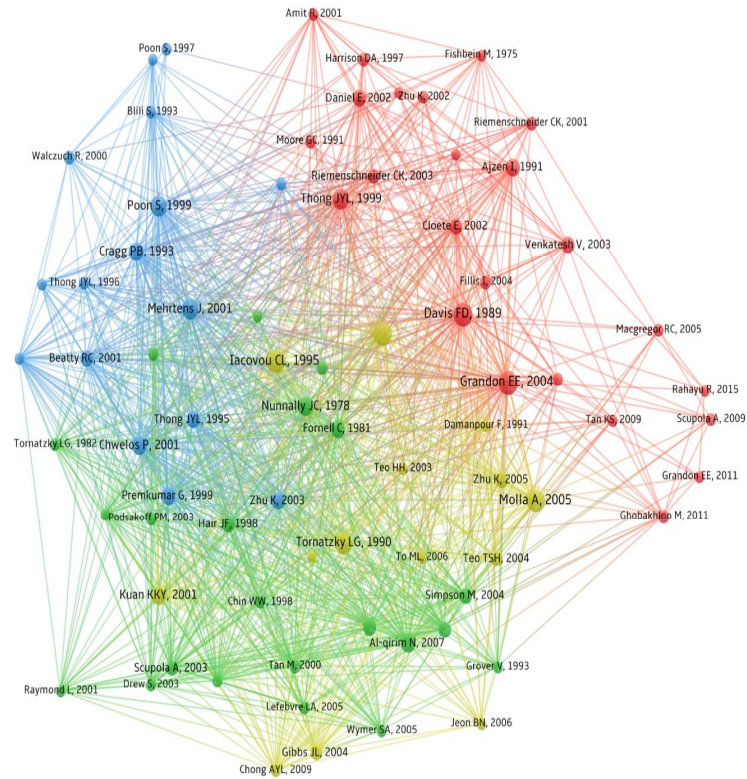 Amit R, 2001
Poon S, 1997
Harrison DA, 1997
Fishbein M, 1975
Daniel E, 2002
Zhu K, 2002
Blili S, 1993
Riemenschneider CK, 2001
Moore GC, 1991
Walczuch R, 2000
Ajzen I, 1991
Riemenschneider CK, 2003
Thong JYL, 1999
Poon S, 1999
Cloete E, 2002
Venkatesh V, 2003
Cragg PB. 1993
Thong JYL, 1996
Fillis I, 2004
Mehrtens J, 2001
Davis FD, 1989
Macgregor RC, 2005
Beatty RC, 2001
Iacovou CL, 1995
Grandon EE, 2004
Rahayu R, 2015
Nunnally JC, 1978
Thong JYL, 1995
Scupola A, 2009
Tan KS, 2009
Damanpour F, 1991
Fornell C, 1981
Tornatzky LG, 1982
Chwelos P, 2001
Teo HH, 2003
Grandon EE, 2011
Zhu K, 2005
Premkumar G, 1999
Zhu K, 2003
Molla A, 2005
Ghobakhloo M, 2011
Podsakoff PM, 2003
Hair JF, 1998
Tornatzky LG, 1990
To ML, 2006
Teo TSH, 2004
Kuan KKY, 2001
Chin WW, 1998
Simpson M, 2004
Al-qirim N, 2007
Scupola A, 2003
Tan M, 2000
Grover V, 1993
Drew S, 2003
Raymond L, 2001
Lefebvre LA, 2005
Jeon BN, 2006
Wymer SA, 2005
Gibbs JL, 2004
Chong AYL, 2009